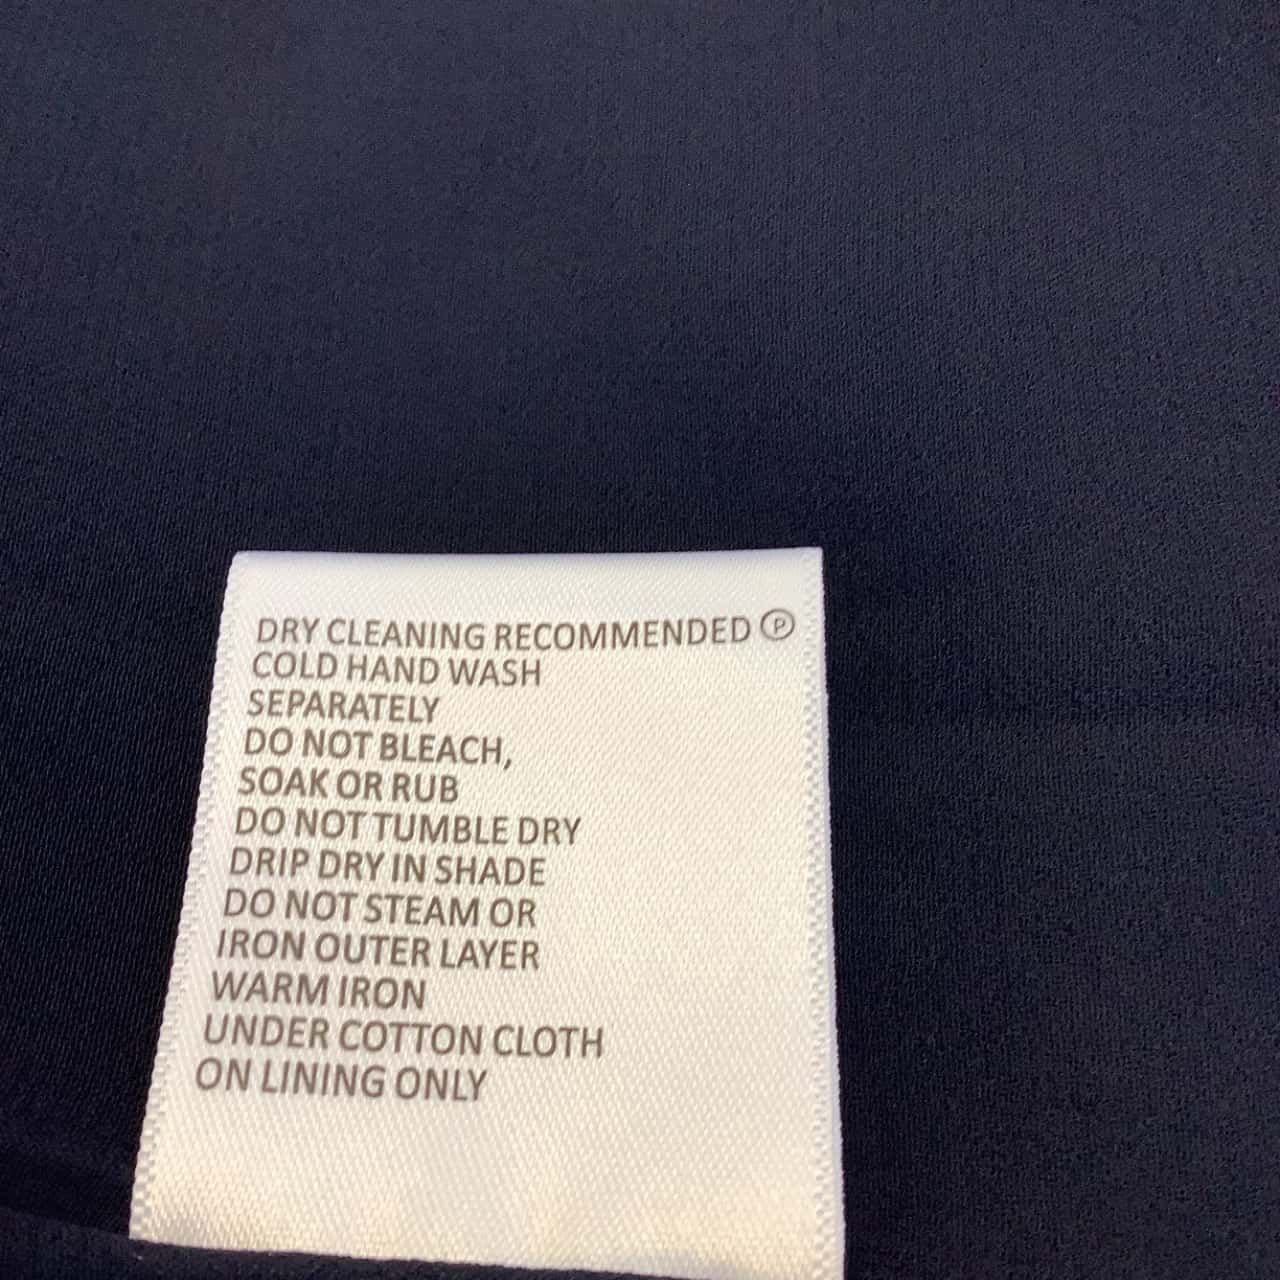 DRY CLEANING RECOMMENDED Ⓟ
COLD HAND WASH
SEPARATELY
DO NOT BLEACH,
SOAK OR RUB
DO NOT TUMBLE DRY
DRIP DRY IN SHADE
DO NOT STEAM OR
IRON OUTER LAYER
WARM IRON
UNDER COTTON CLOTH
ON LINING ONLY